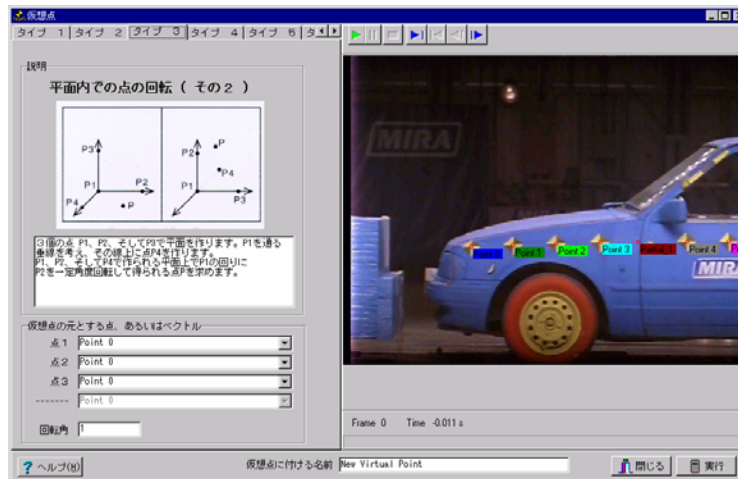 仮想点
タイプ 1 タイプ 2 タイプ 3 タイプ 4 タイプ 5
説明
平面内での点の回転 ( その2 )
P3
P1
P2
P4
P
P2
P
P4
P1
P3
3個の点 P1、P2、そしてP3で平面を作ります。P1を通る
垂線を考え、その線上に点P4を作ります。
P1、P2、そしてP4で作られる平面上でP1の回りに
P2を一定角度回転して得られる点Pを求めます。
仮想点の元とする点、あるいはベクトル
点1 Point 0
点2 Point 0
点3 Point 0
------- Point 0
回転角 1
MIRA
Point 0 Point 1 Point 2 Point 3 Point 4
MIR
Frame 0 Time -0.011 s
? ヘルプ(H)
仮想点に付ける名前 New Virtual Point
閉じる
実行